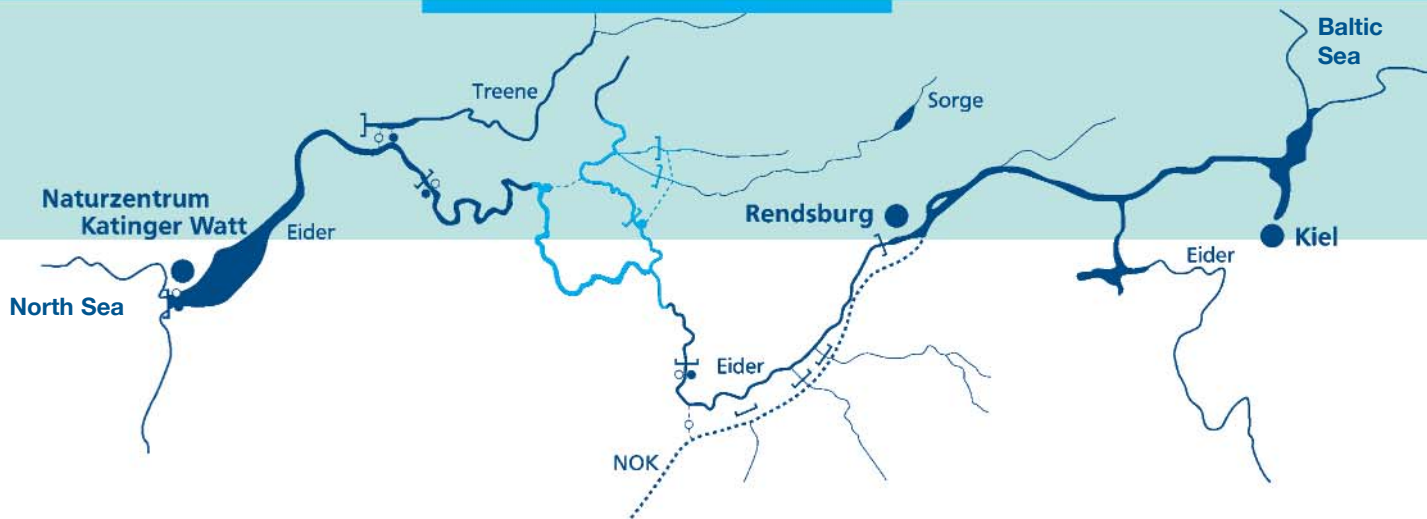 Baltic
Sea
Treene
Sorge
Naturzentrum
Katinger Watt
Eider
Rendsburg
Kiel
Eider
North Sea
Eider
NOK